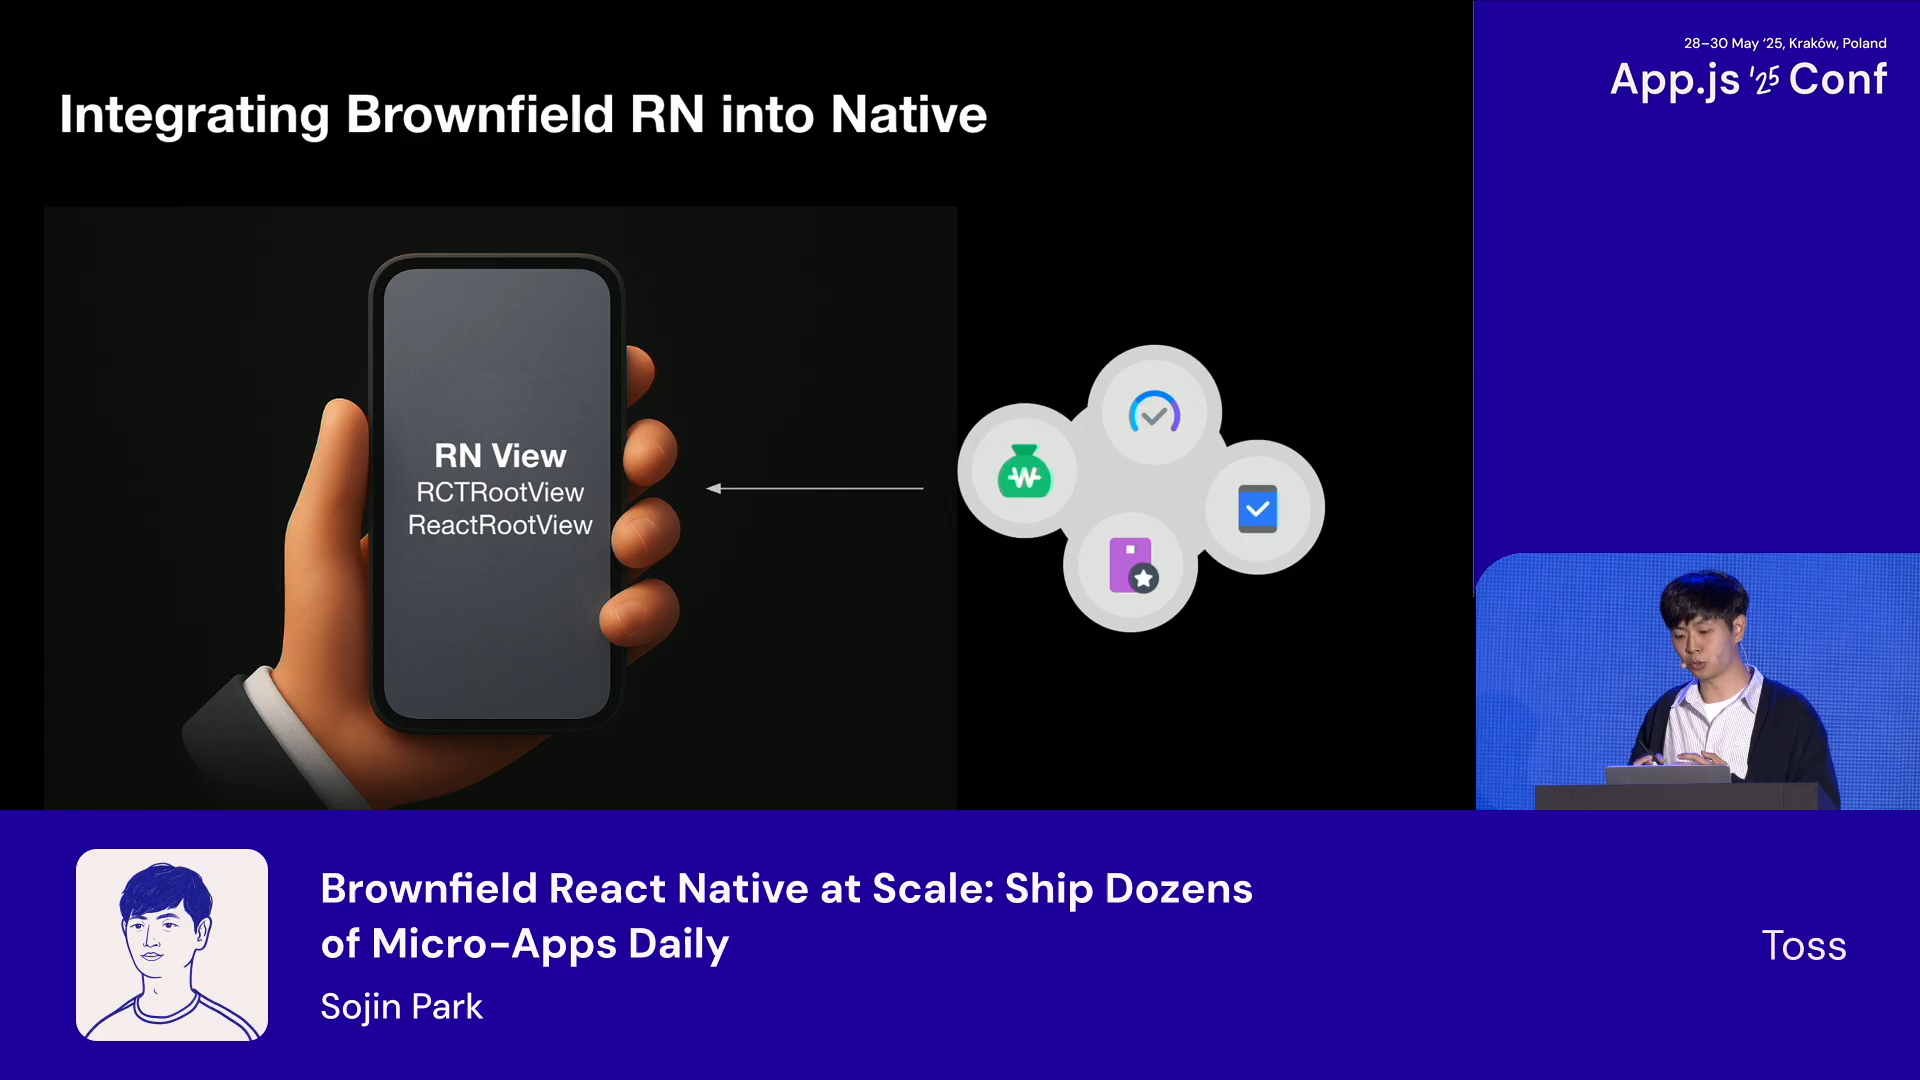 28–30 May '25, Kraków, Poland
App.js '25 Conf
Integrating Brownfield RN into Native
RN View
RCTRootView
ReactRootView
W
Brownfield React Native at Scale: Ship Dozens
of Micro-Apps Daily
Sojin Park
Toss